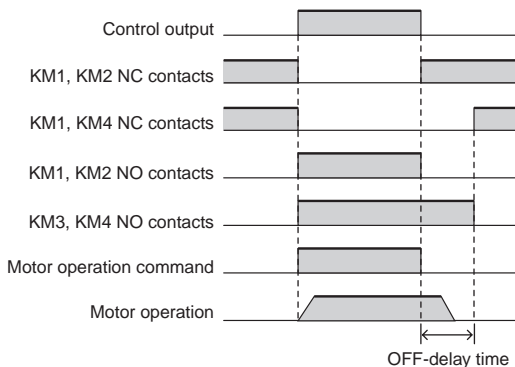 Control output
KM1, KM2 NC contacts
KM1, KM4 NC contacts
KM1, KM2 NO contacts
KM3, KM4 NO contacts
Motor operation command
Motor operation
OFF-delay time